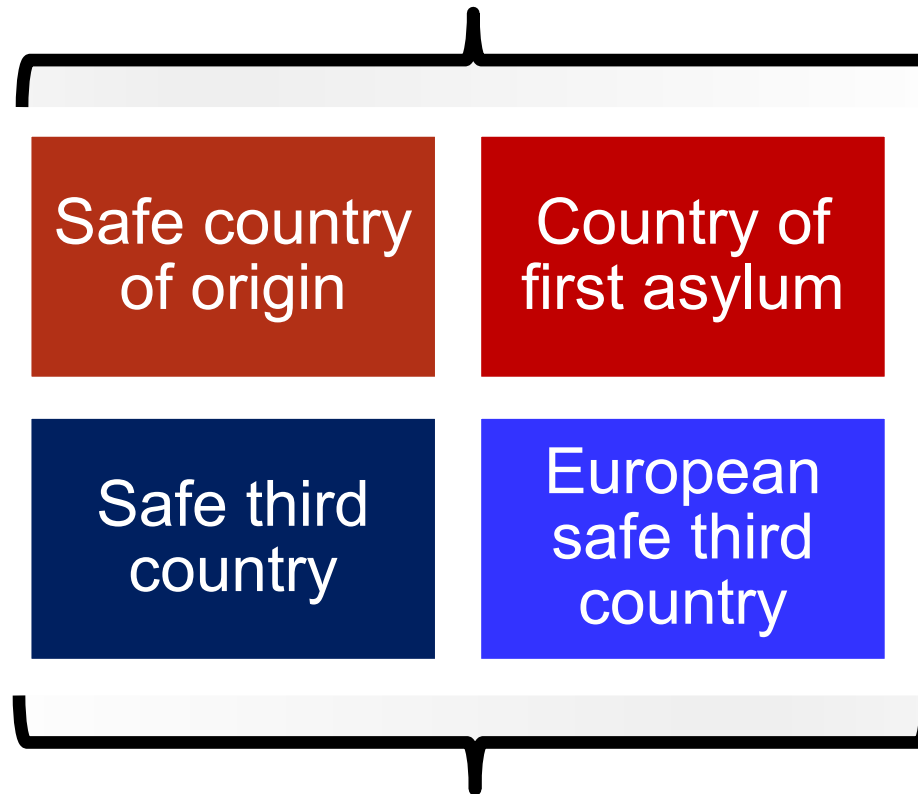 Safe country
of origin
Country of
first asylum
Safe third
country
European
safe third
country